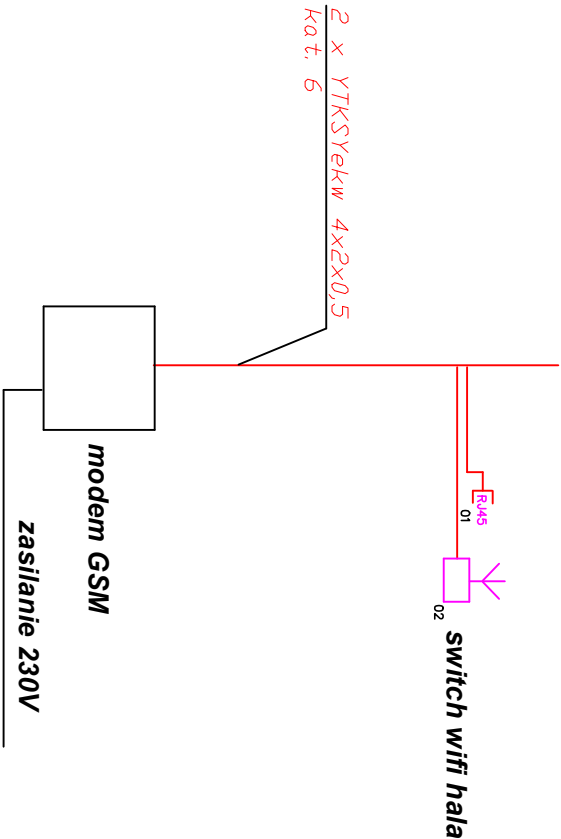 2 x YTKSYekw 4x2x0,5
kat. 6
RJ45
01
02
switch wifi hala
modem GSM
zasilanie 230V